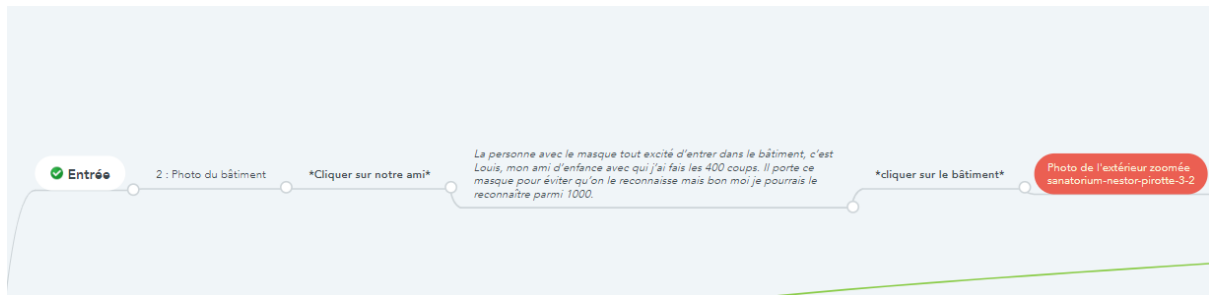 Entrée
2 : Photo du bâtiment
*Cliquer sur notre ami*
La personne avec le masque tout excité d'entrer dans le bâtiment, c'est
Louis, mon ami d'enfance avec qui j'ai fais les 400 coups. Il porte ce
masque pour éviter qu'on le reconnaisse mais bon moi je pourrais le
reconnaître parmi 1000.
*cliquer sur le bâtiment*
Photo de l'extérieur zoomée
sanatorium-nestor-pirotte-3-2